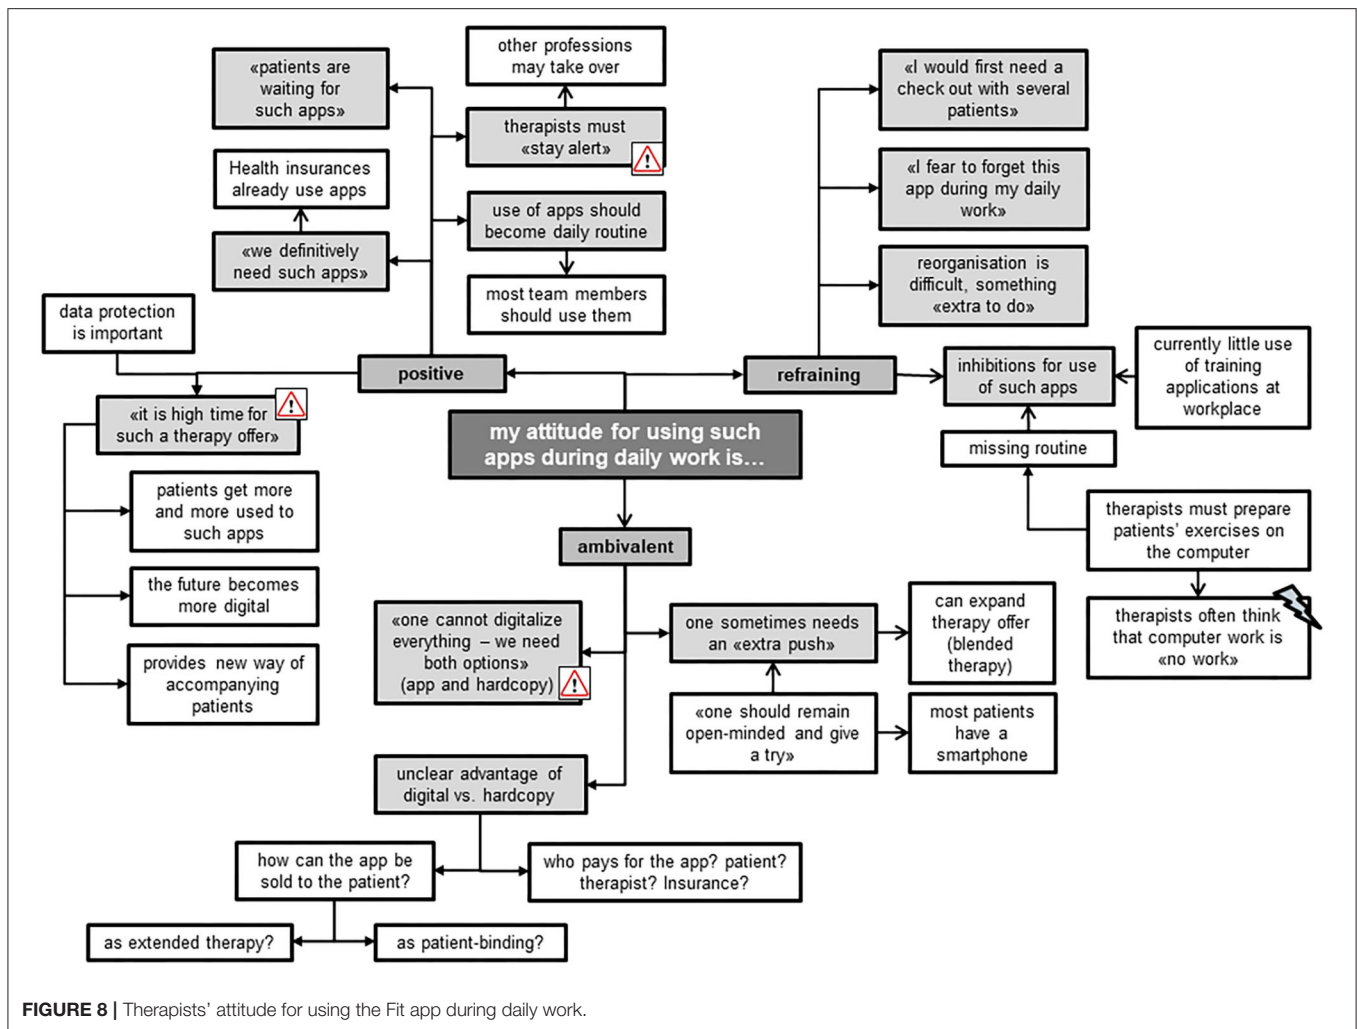 other professions
may take over
«patients are
waiting for
such apps»
therapists must
«stay alert»
Health insurances
already use apps
use of apps should
become daily routine
«we definitively
need such apps»
most team members
should use them
data protection
is important
positive
«it is high time for
such a therapy offer»
patients get more
and more used to
such apps
the future becomes
more digital
provides new way of
accompanying
patients
«I would first need a
check out with several
patients»
«I fear to forget this
app during my daily
work»
reorganisation is
difficult, something
«extra to do»
refraining
inhibitions for use
of such apps
currently little use
of training
applications at
workplace
missing routine
therapists must prepare
patients' exercises on
the computer
therapists often think
that computer work is
«no work»
my attitude for using such
apps during daily work is...
ambivalent
«one cannot digitalize
everything – we need
both options»
(app and hardcopy)
one sometimes needs
an «extra push»
can expand
therapy offer
(blended
therapy)
«one should remain
open-minded and give
a try»
most patients
have a
smartphone
unclear advantage of
digital vs. hardcopy
how can the app be
sold to the patient?
who pays for the app? patient?
therapist? Insurance?
as extended therapy?
as patient-binding?
FIGURE 8 | Therapists' attitude for using the Fit app during daily work.